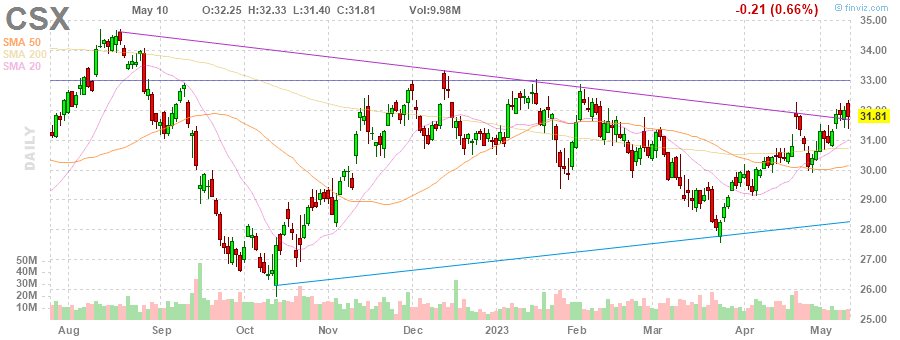 CSX
May 10 O:32.25 H:32.33 L:31.40 C:31.81 Vol:9.98M
-0.21 (0.66%)
© finviz.com
SMA 50
SMA 200
SMA 20
DAILY
35.00
34.00
33.00
32.00
31.81
31.00
30.00
29.00
28.00
27.00
26.00
25.00
50M
40M
30M
20M
10M
Aug Sep Oct Nov Dec 2023 Feb Mar Apr May